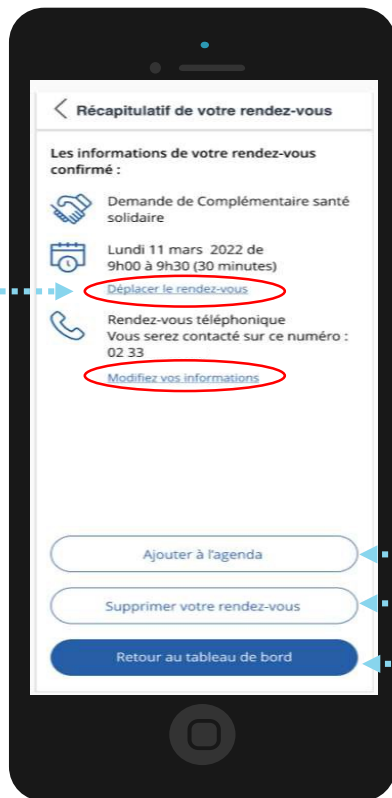 Récapitulatif de votre rendez-vous
Les informations de votre rendez-vous
confirmé :
Demande de Complémentaire santé
solidaire
Lundi 11 mars 2022 de
9h00 à 9h30 (30 minutes)
Déplacer le rendez-vous
Rendez-vous téléphonique
Vous serez contacté sur ce numéro :
02 33
Modifiez vos informations
Ajouter à l'agenda
Supprimer votre rendez-vous
Retour au tableau de bord